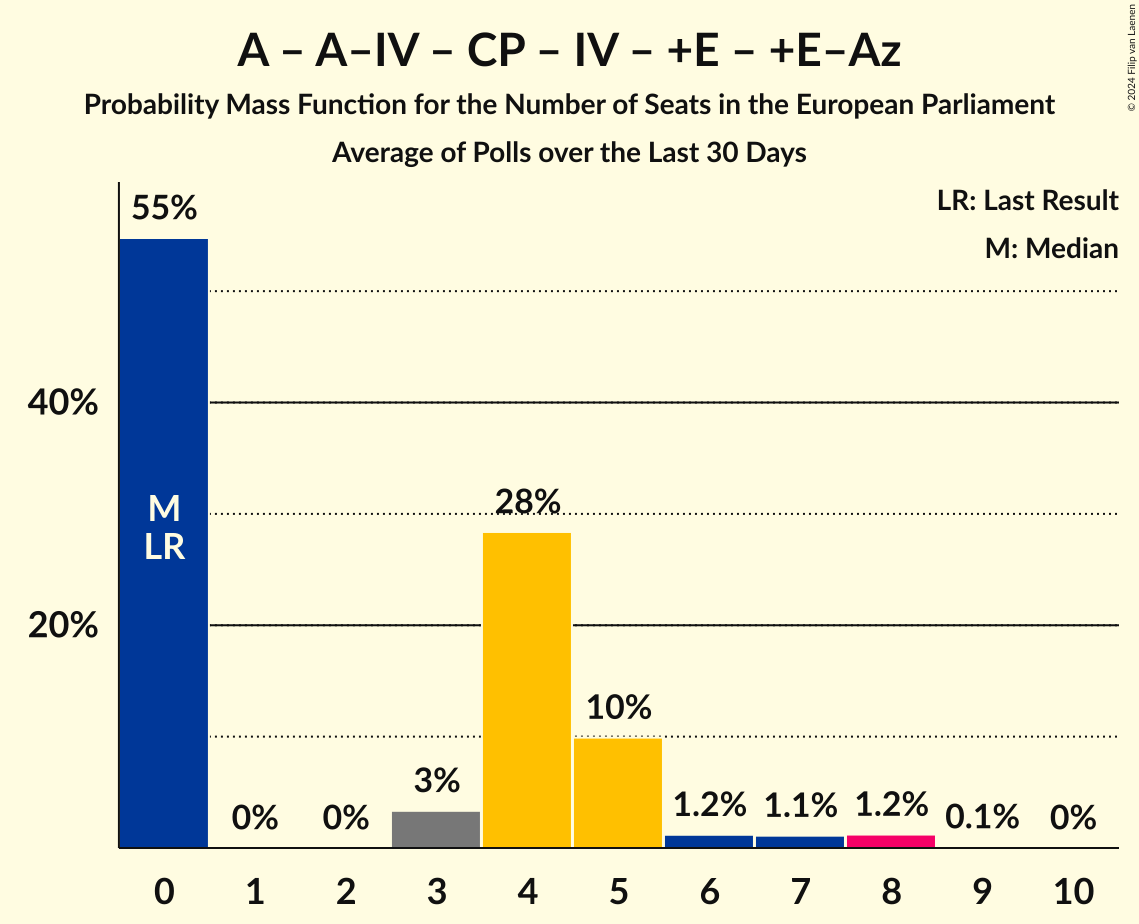 A – A–IV – CP – IV – +E – +E–Az
Probability Mass Function for the Number of Seats in the European Parliament
Average of Polls over the Last 30 Days
© 2024 Filip van Laenen
LR: Last Result
M: Median
55%
40%
M
LR
28%
20%
10%
3%
0%
0%
1.2%
1.1%
1.2%
0.1%
0%
0 1 2 3 4 5 6 7 8 9 10